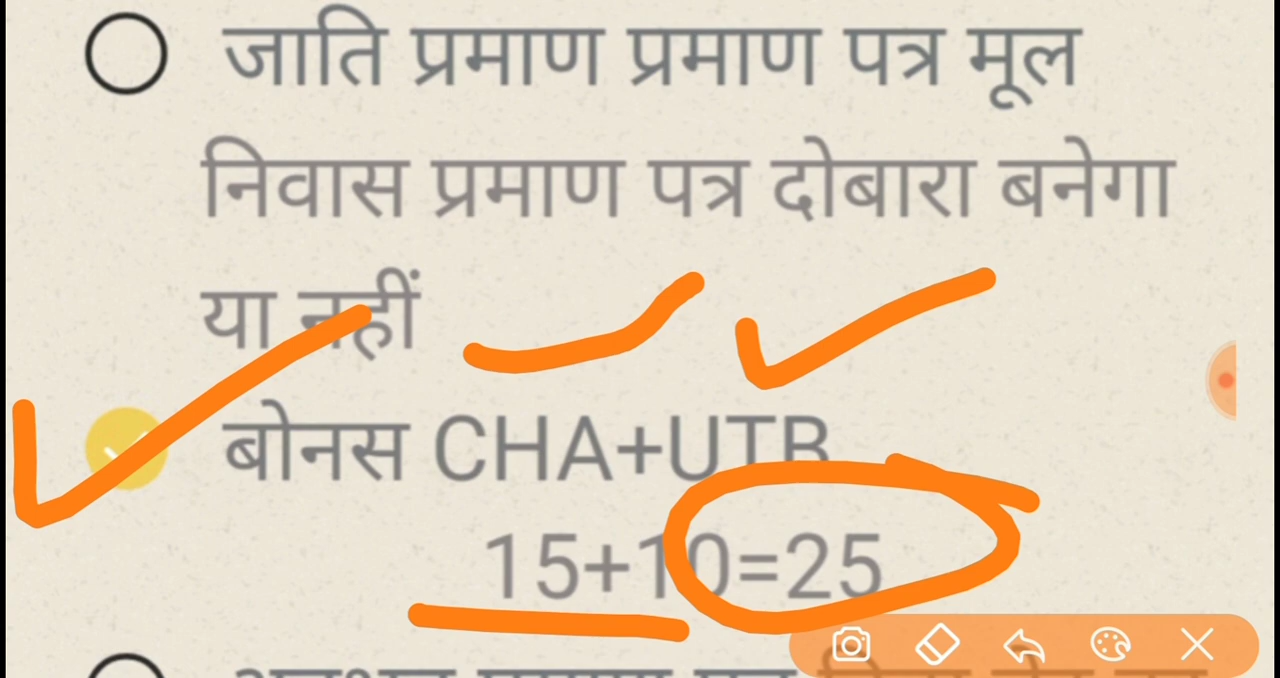 जाति प्रमाण प्रमाण पत्र मूल
निवास प्रमाण पत्र दोबारा बनेगा
या नहीं
बोनस CHA+UTB
15+10=25